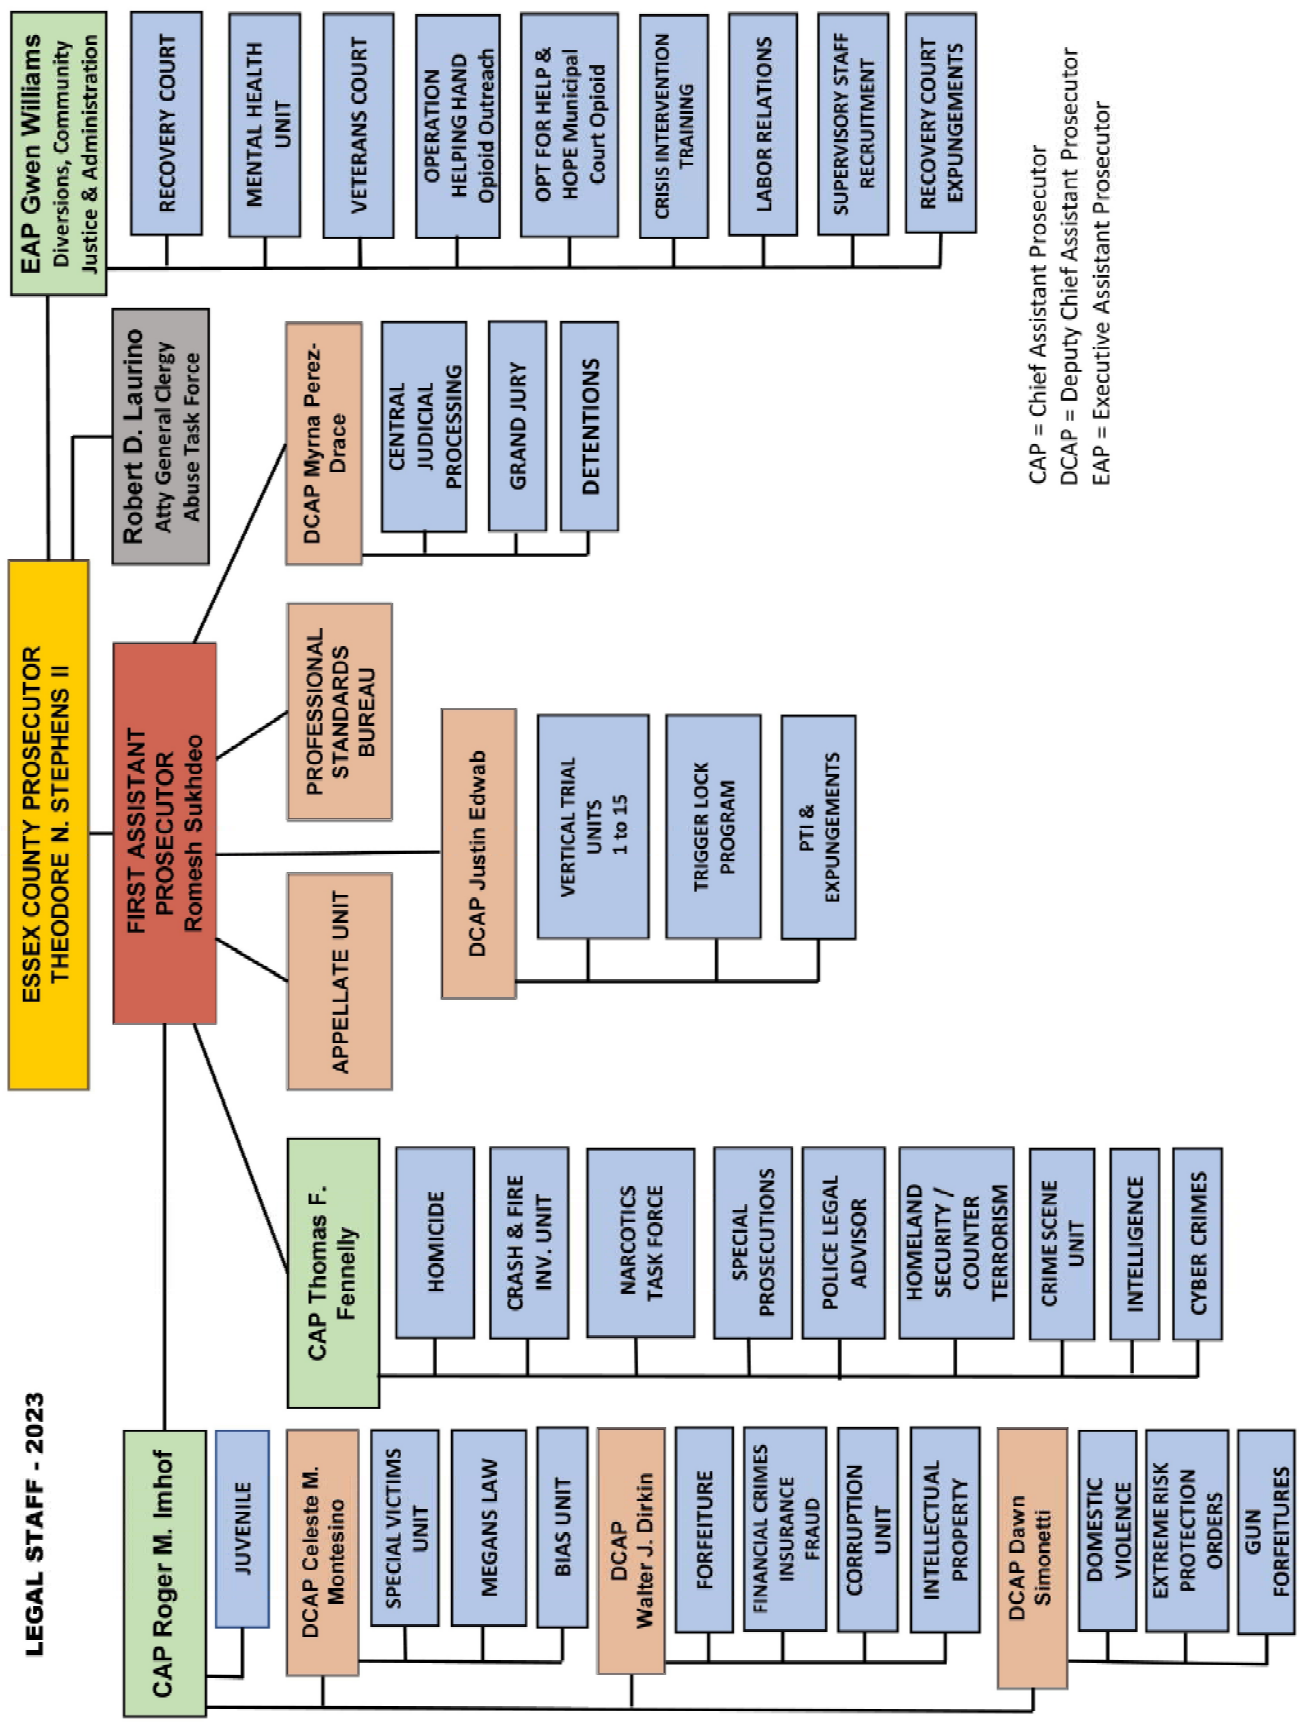 LEGAL STAFF - 2023
ESSEX COUNTY PROSECUTOR
THEODORE N. STEPHENS II
EAP Gwen Williams
Diversions, Community
Justice & Administration
RECOVERY COURT
MENTAL HEALTH
UNIT
VETERANS COURT
OPERATION
HELPING HAND
Opioid Outreach
OPT FOR HELP &
HOPE Municipal
Court Opioid
CRISIS INTERVENTION
TRAINING
LABOR RELATIONS
SUPERVISORY STAFF
RECRUITMENT
RECOVERY COURT
EXPUNGEMENTS
Robert D. Laurino
Atty General Clergy
Abuse Task Force
FIRST ASSISTANT
PROSECUTOR
Romesh Sukhdeo
CAP Roger M. Imhof
JUVENILE
DCAP Celeste M.
Montesino
SPECIAL VICTIMS
UNIT
MEGANS LAW
BIAS UNIT
DCAP
Walter J. Dirkin
FORFEITURE
FINANCIAL CRIMES
INSURANCE
FRAUD
CORRUPTION
UNIT
INTELLECTUAL
PROPERTY
DCAP Dawn
Simonetti
DOMESTIC
VIOLENCE
EXTREME RISK
PROTECTION
ORDERS
GUN
FORFEITURES
CAP Thomas F.
Fennelly
HOMICIDE
CRASH & FIRE
INV. UNIT
NARCOTICS
TASK FORCE
SPECIAL
PROSECUTIONS
POLICE LEGAL
ADVISOR
HOMELAND
SECURITY /
COUNTER
TERRORISM
CRIME SCENE
UNIT
INTELLIGENCE
CYBER CRIMES
APPELLATE UNIT
DCAP Justin Edwab
VERTICAL TRIAL
UNITS
1 to 15
TRIGGER LOCK
PROGRAM
PTI &
EXPUNGEMENTS
PROFESSIONAL
STANDARDS
BUREAU
DCAP Myrna Perez-
Drace
CENTRAL
JUDICIAL
PROCESSING
GRAND JURY
DETENTIONS
CAP = Chief Assistant Prosecutor
DCAP = Deputy Chief Assistant Prosecutor
EAP = Executive Assistant Prosecutor